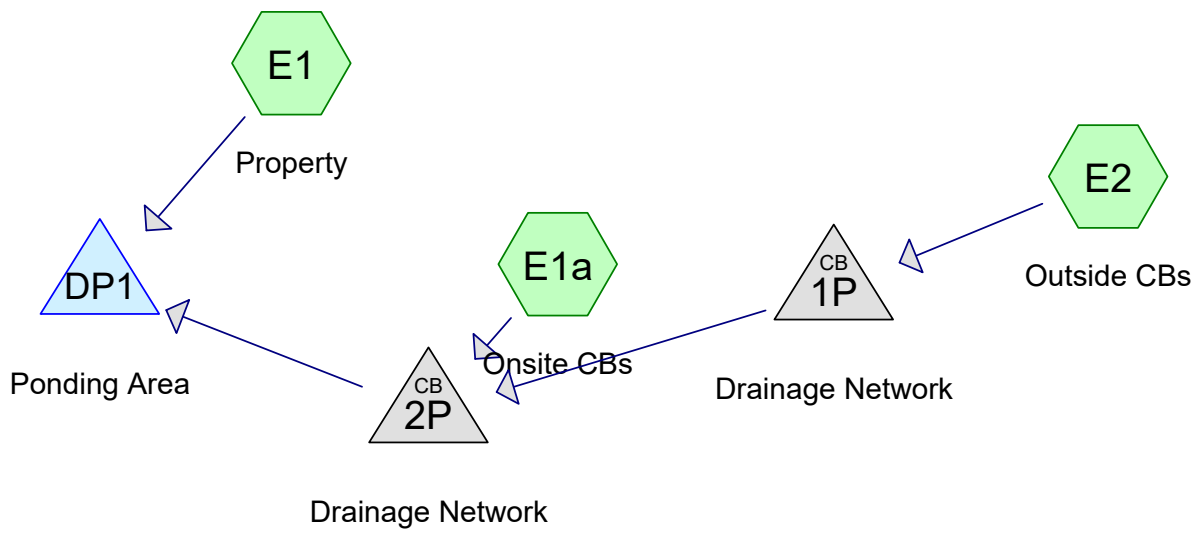 E1
Property
E2
Outside CBs
E1a
Onsite CBs
CB
1P
Drainage Network
DP1
Ponding Area
CB
2P
Drainage Network